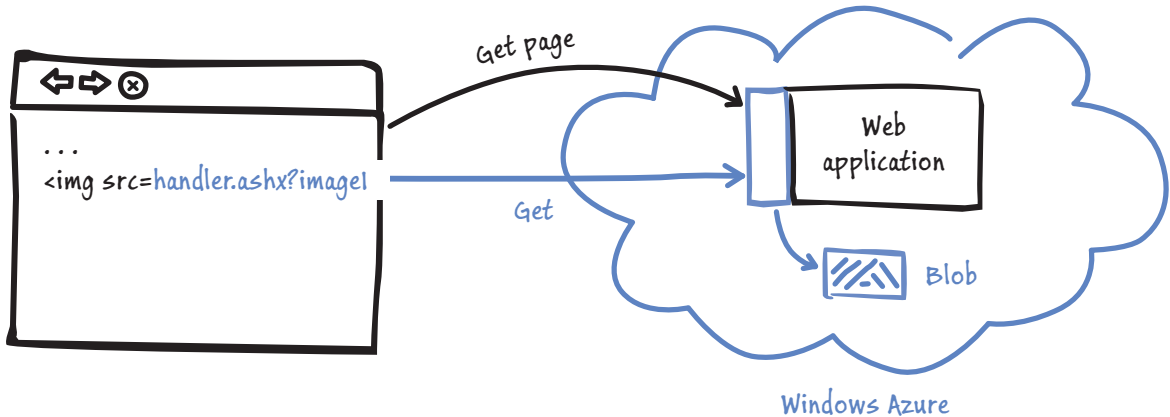 Get page
...
<img src=handler.ashx?image1
Get
Web
application
Blob
Windows Azure